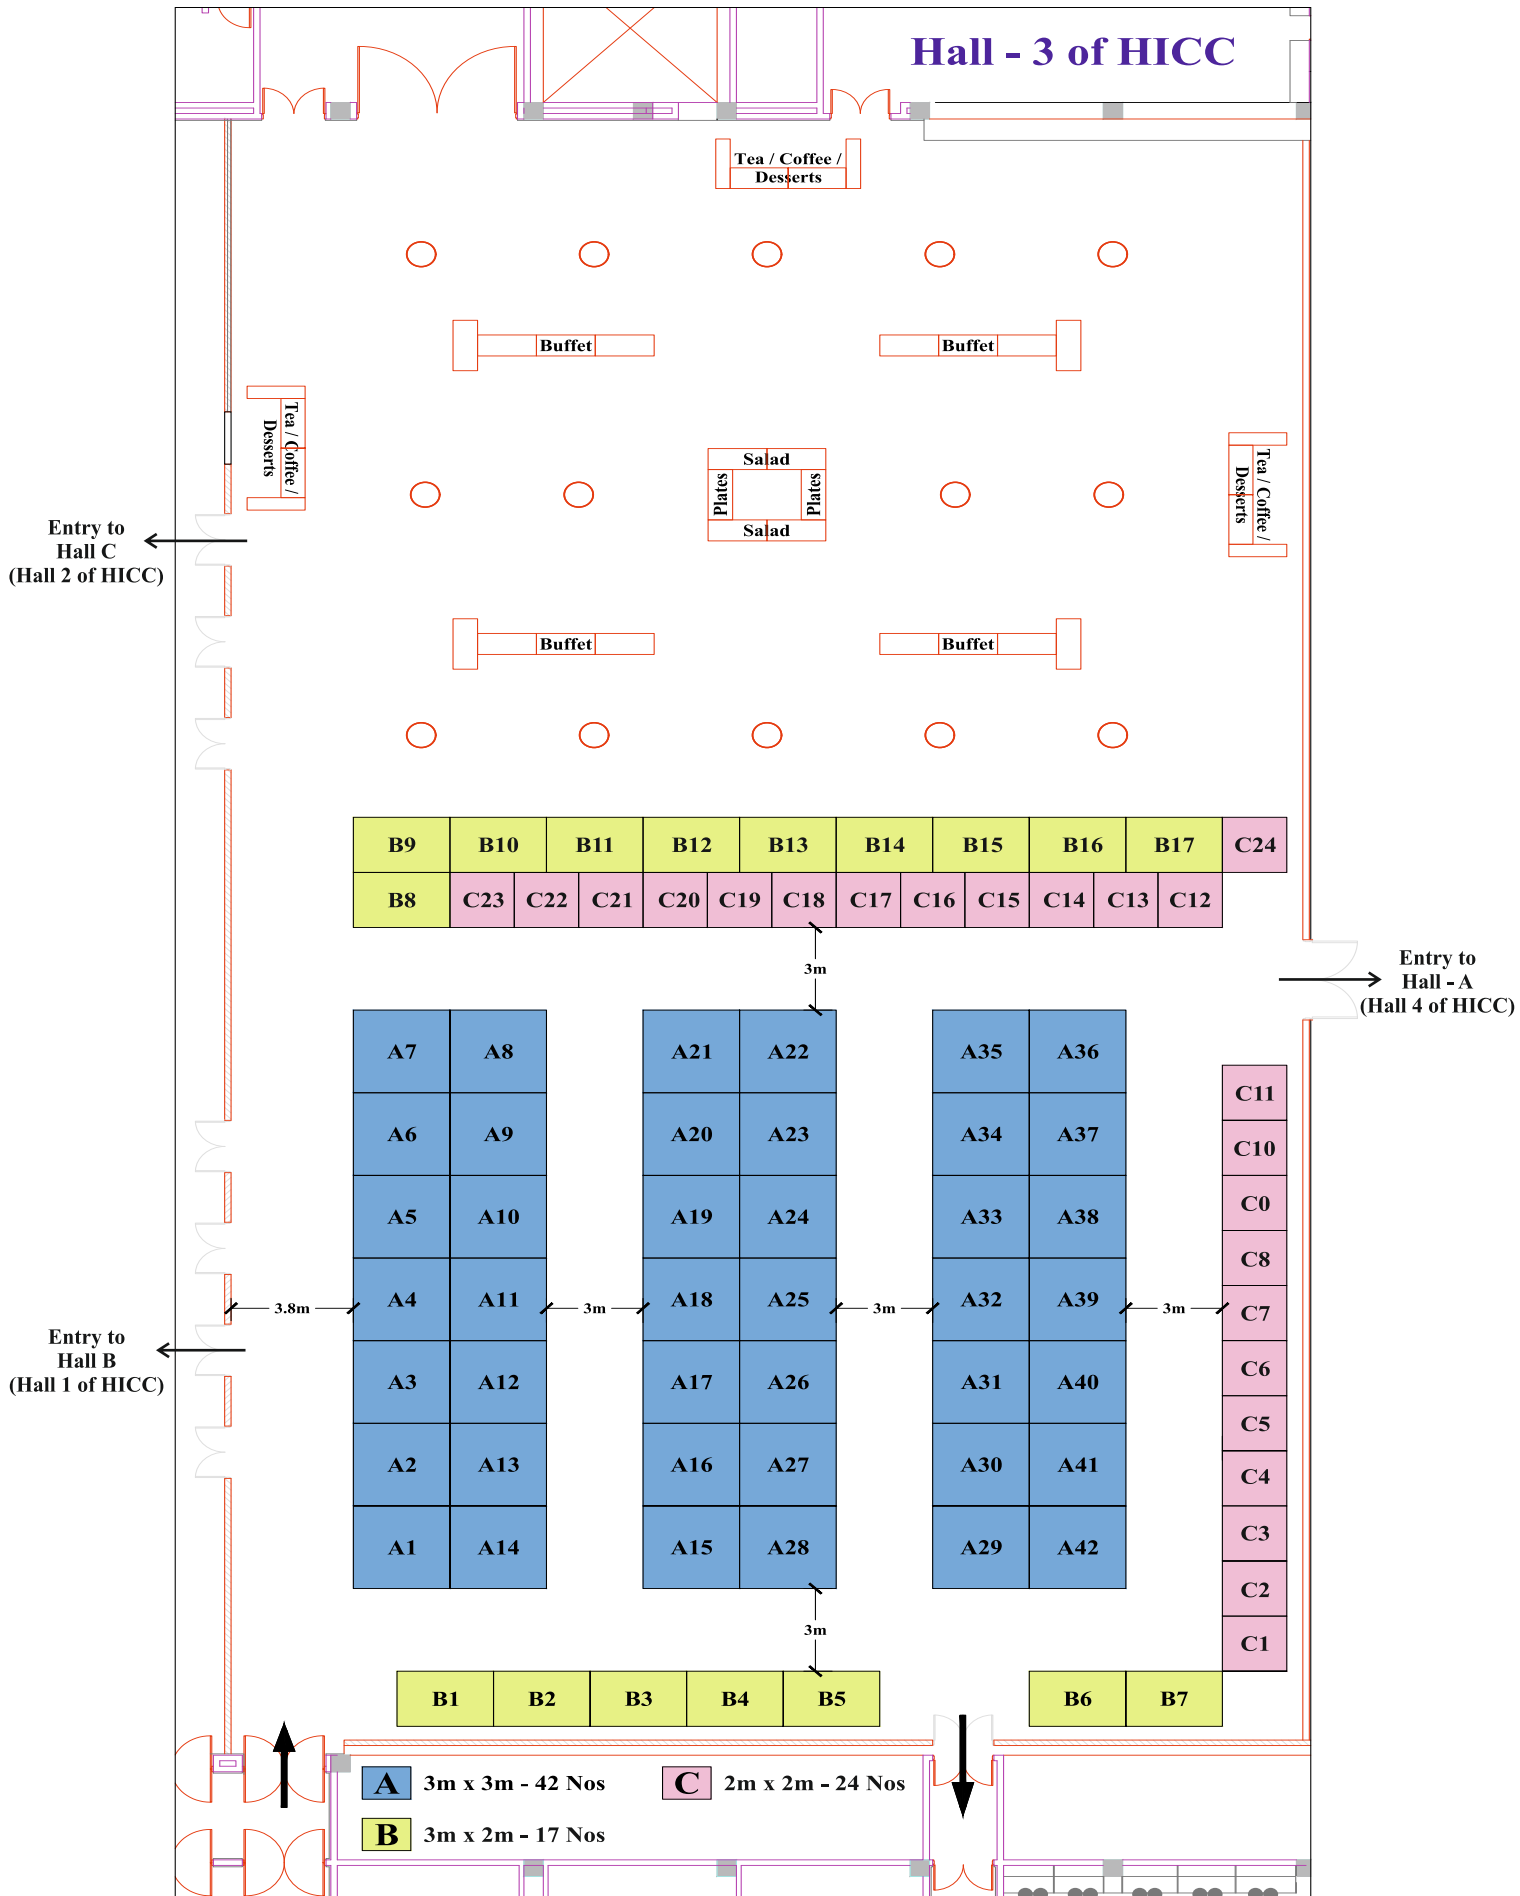 Hall - 3 of HICC
Tea / Coffee /
Desserts
Buffet
Buffet
Tea / Coffee /
Desserts
Salad
Plates
Plates
Salad
Tea / Coffee /
Desserts
Entry to
Hall C
(Hall 2 of HICC)
Buffet
Buffet
B9 B10 B11 B12 B13 B14 B15 B16 B17 C24
B8 C23 C22 C21 C20 C19 C18 C17 C16 C15 C14 C13 C12
3m
Entry to
Hall - A
(Hall 4 of HICC)
A7 A8 A21 A22 A35 A36
C11
A6 A9 A20 A23 A34 A37
C10
A5 A10 A19 A24 A33 A38
C0
C8
A4 A11 A18 A25 A32 A39
3.8m 3m 3m 3m
C7
Entry to
Hall B
(Hall 1 of HICC)
C6
A3 A12 A17 A26 A31 A40
C5
A2 A13 A16 A27 A30 A41
C4
C3
A1 A14 A15 A28 A29 A42
C2
3m
C1
B1 B2 B3 B4 B5 B6 B7
A 3m x 3m - 42 Nos
C 2m x 2m - 24 Nos
B 3m x 2m - 17 Nos